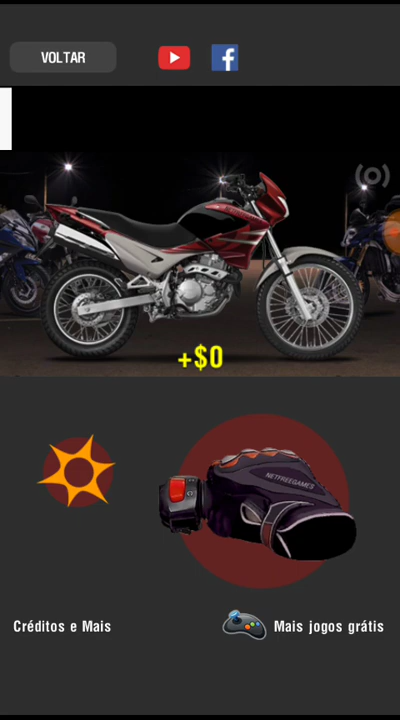 VOLTAR
+$0
NETFREEGAMES
Créditos e Mais
Mais jogos grátis